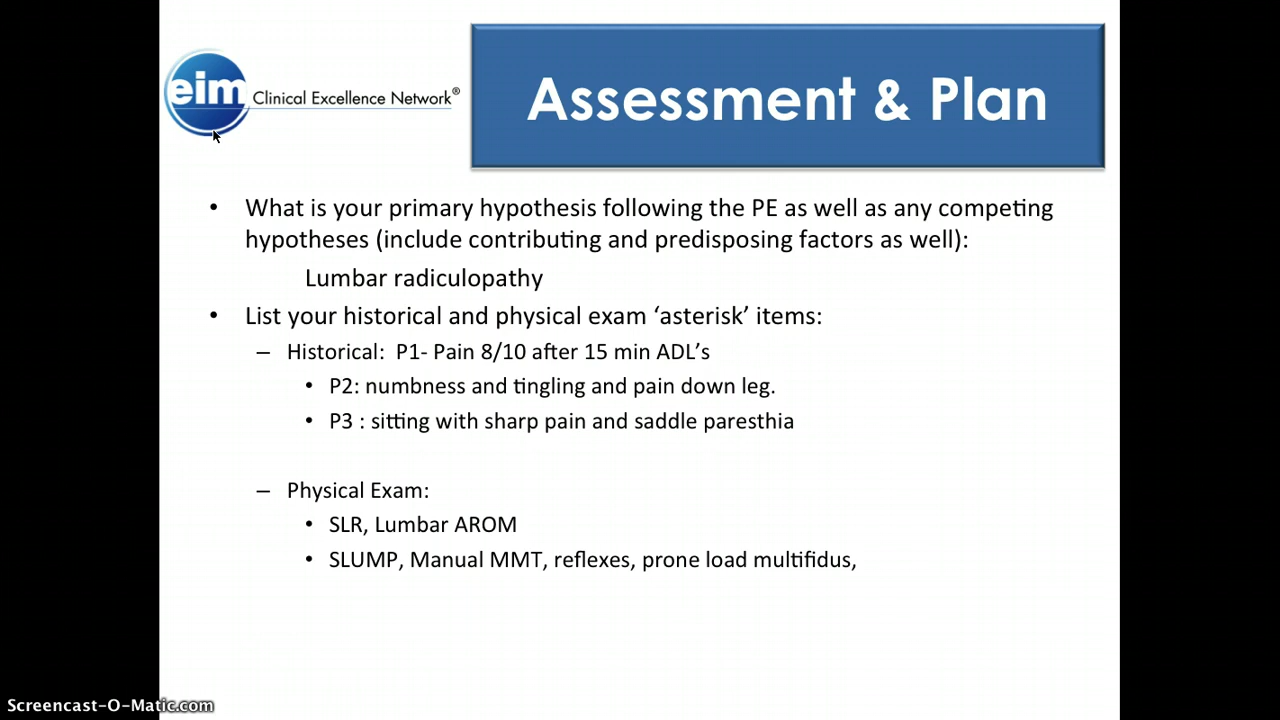 eim Clinical Excellence Network®
Assessment & Plan
• What is your primary hypothesis following the PE as well as any competing
hypotheses (include contributing and predisposing factors as well):
Lumbar radiculopathy
• List your historical and physical exam ‘asterisk’ items:
– Historical: P1- Pain 8/10 after 15 min ADL’s
• P2: numbness and tingling and pain down leg.
• P3 : sitting with sharp pain and saddle paresthia
– Physical Exam:
• SLR, Lumbar AROM
• SLUMP, Manual MMT, reflexes, prone load multifidus,
Screencast-O-Matic.com